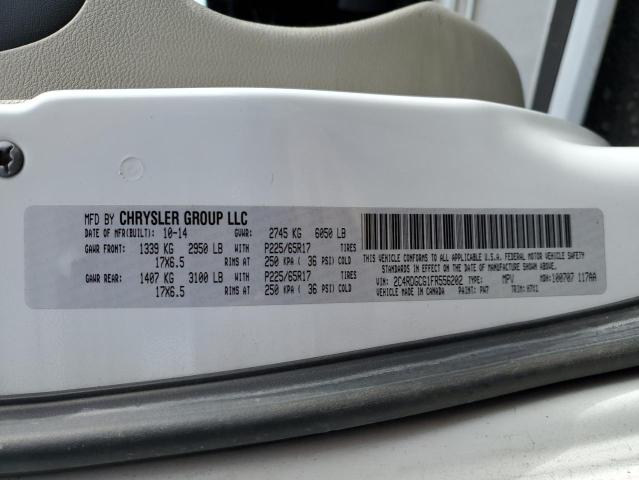 MFD BY CHRYSLER GROUP LLC
DATE OF MFR(BUILT): 10-14 GVWR: 2745 KG 6050 LB
GAWR FRONT: 1339 KG 2950 LB WITH P225/65R17 TIRES
17X6.5 RIMS AT 250 KPA ( 36 PSI) COLD
GAWR REAR: 1407 KG 3100 LB WITH P225/65R17 TIRES
17X6.5 RIMS AT 250 KPA ( 36 PSI) COLD
THIS VEHICLE CONFORMS TO ALL APPLICABLE U.S.A. FEDERAL MOTOR VEHICLE SAFETY
STANDARDS IN EFFECT ON THE DATE OF MANUFACTURE SHOWN ABOVE.
VIN: 2C4RDGCG1FR556202 TYPE: MPV MDH: 100707 117AA
VEHICLE MADE IN CANADA PAINT: PW7 TRIM: